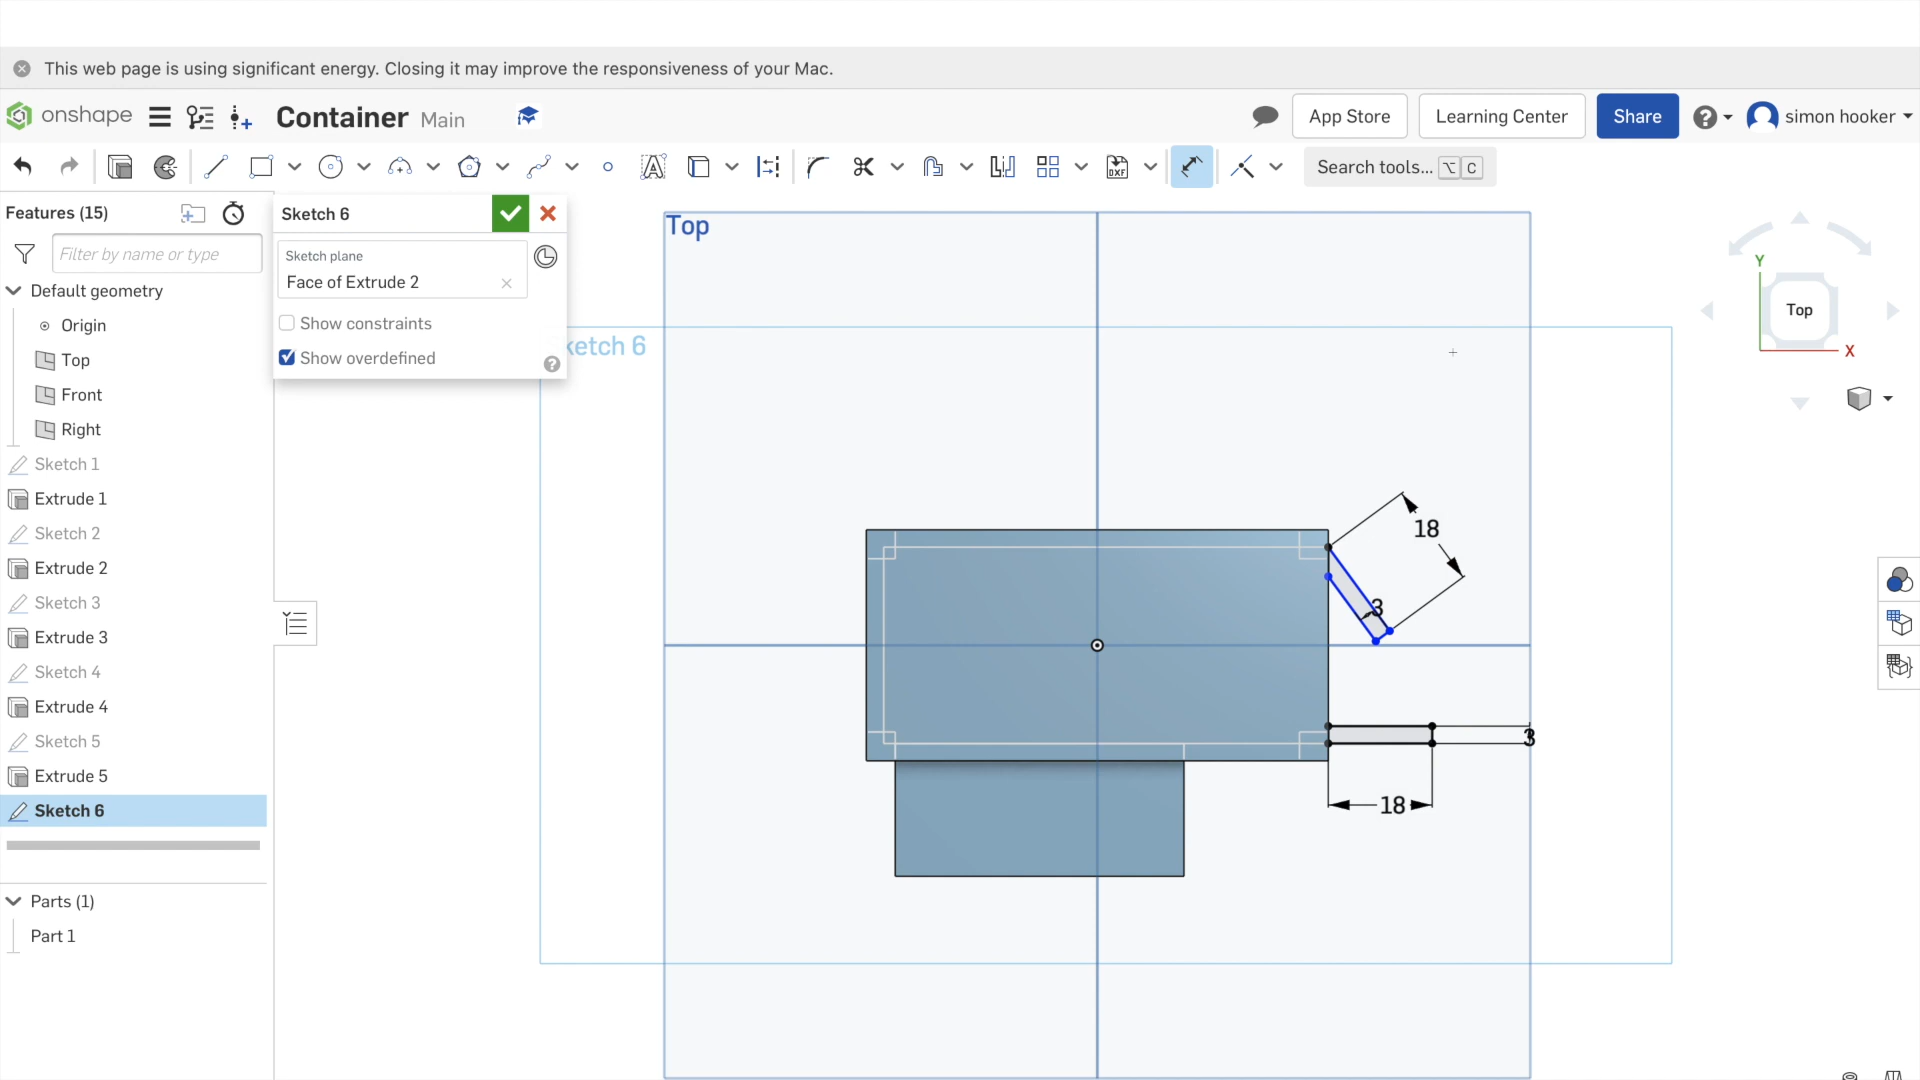 This web page is using significant energy. Closing it may improve the responsiveness of your Mac.
onshape
Container Main
App Store
Learning Center
Share
simon hooker
DXF
Search tools... ⌥ C
Features (15)
Filter by name or type
Default geometry
Origin
Top
Front
Right
Sketch 1
Extrude 1
Sketch 2
Extrude 2
Sketch 3
Extrude 3
Sketch 4
Extrude 4
Sketch 5
Extrude 5
Sketch 6
Parts (1)
Part 1
Sketch 6
Sketch plane
Face of Extrude 2
Show constraints
Show overdefined
ketch 6
Top
18
3
3
18
Y
Top
X